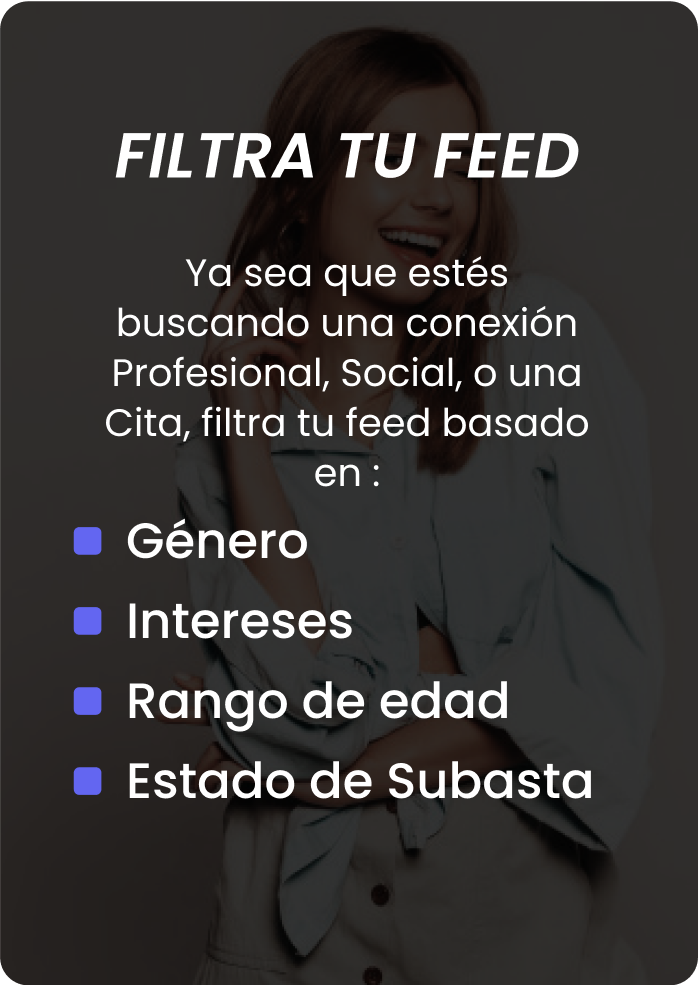 FILTRA TU FEED
Ya sea que estés
buscando una conexión
Profesional, Social, o una
Cita, filtra tu feed basado
en :
Género
Intereses
Rango de edad
Estado de Subasta